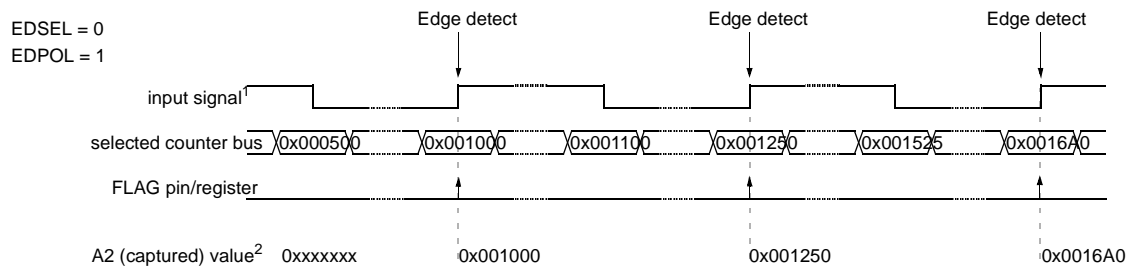 EDSEL = 0
EDPOL = 1
Edge detect Edge detect Edge detect
input signal1
selected counter bus 0x000500 0x001000 0x001100 0x001250 0x001525 0x0016A0
FLAG pin/register
A2 (captured) value2 0xxxxxxx 0x001000 0x001250 0x0016A0